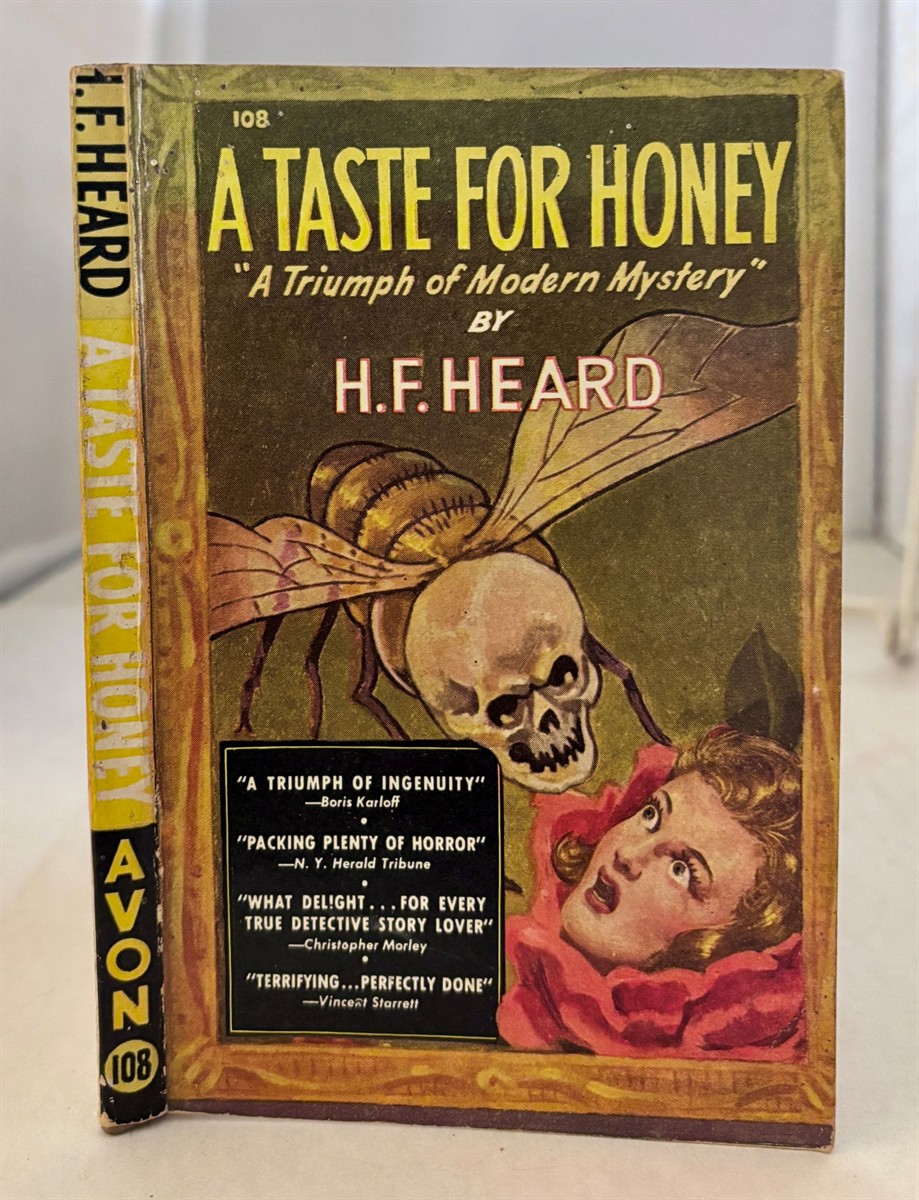 H. F. HEARD
A TASTE FOR HONEY
AVON
108
108
A TASTE FOR HONEY
"A Triumph of Modern Mystery"
BY
H.F. HEARD
"A TRIUMPH OF INGENUITY"
—Boris Karloff
"PACKING PLENTY OF HORROR"
—N. Y. Herald Tribune
"WHAT DEL!GHT . . . FOR EVERY
TRUE DETECTIVE STORY LOVER"
—Christopher Morley
"TERRIFYING...PERFECTLY DONE"
—Vincent Starrett